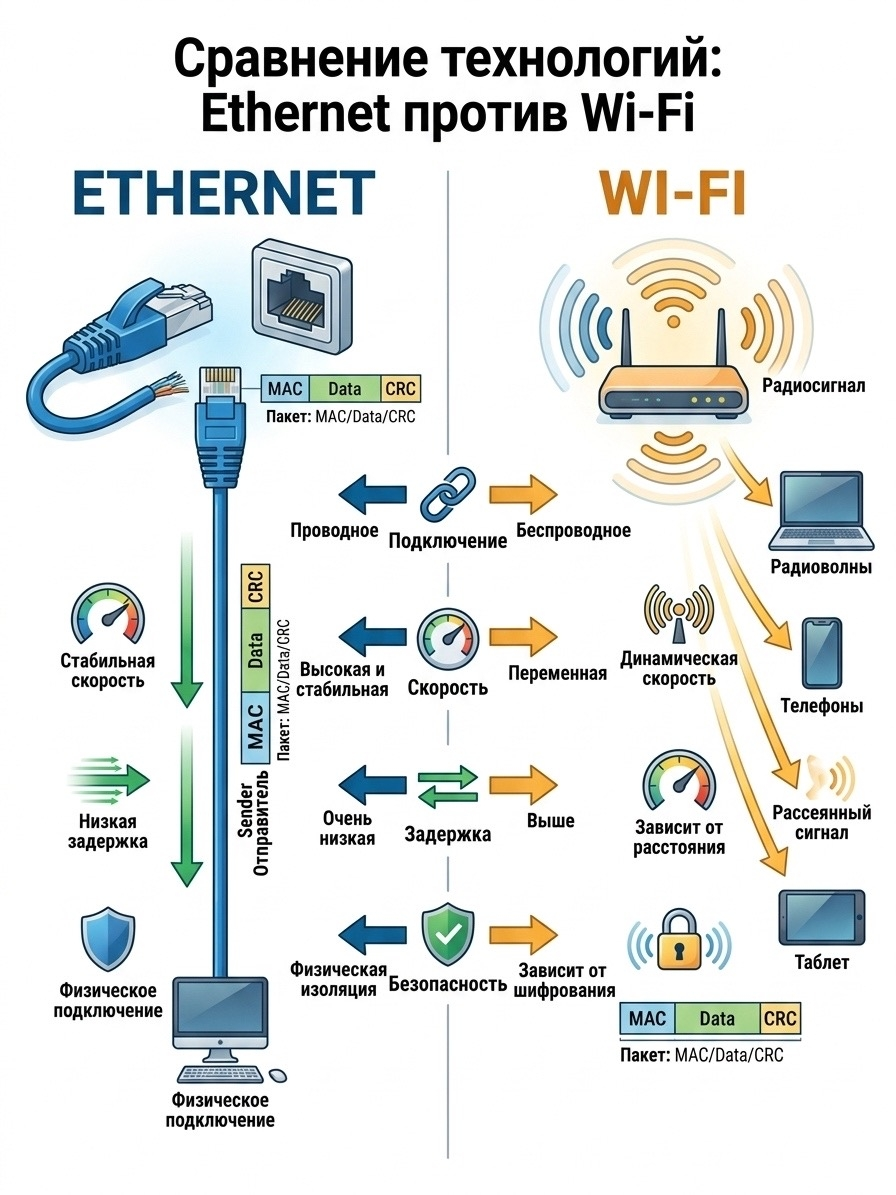 Сравнение технологий:
Ethernet против Wi-Fi
ETHERNET
WI-FI
MAC
Data
CRC
Пакет: MAC/Data/CRC
Радиосигнал
Проводное
Подключение
Беспроводное
Радиоволны
CRC
Data
MAC
Пакет: MAC/Data/CRC
Sender
Отправитель
Стабильная
скорость
Высокая и
стабильная
Скорость
Переменная
Динамическая
скорость
Телефоны
Низкая
задержка
Очень
низкая
Задержка
Выше
Зависит от
расстояния
Рассеянный
сигнал
Физическое
подключение
Физическая
изоляция
Безопасность
Зависит от
шифрования
Таблет
MAC
Data
CRC
Пакет: MAC/Data/CRC
Физическое
подключение